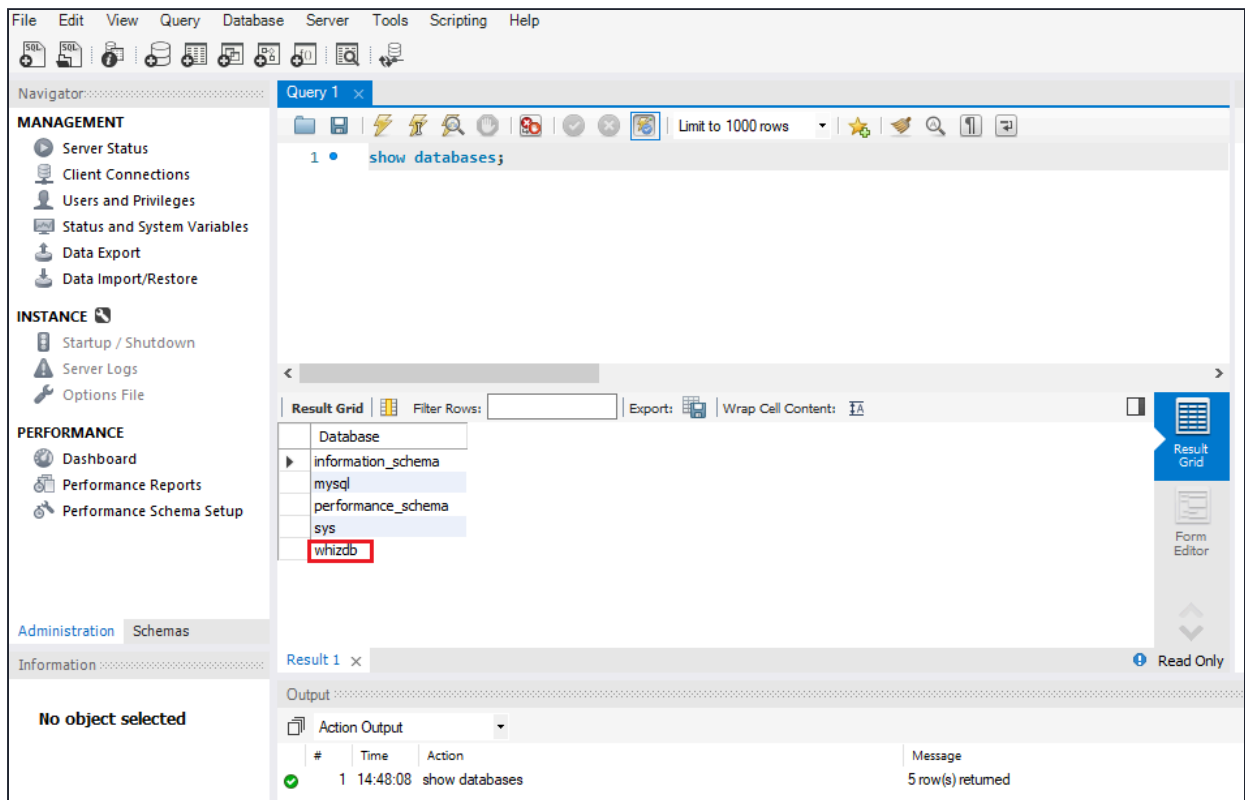 File Edit View Query Database Server Tools Scripting Help
SQL SQL
Navigator
Query 1
MANAGEMENT
Server Status
Client Connections
Users and Privileges
Status and System Variables
Data Export
Data Import/Restore
INSTANCE
Startup / Shutdown
Server Logs
Options File
PERFORMANCE
Dashboard
Performance Reports
Performance Schema Setup
Administration Schemas
Information
No object selected
Limit to 1000 rows
1 show databases;
Result Grid Filter Rows: Export: Wrap Cell Content:
Database
information_schema
mysql
performance_schema
sys
whizdb
Result Grid
Form Editor
Result 1
Read Only
Output
Action Output
# Time Action Message
1 14:48:08 show databases 5 row(s) returned